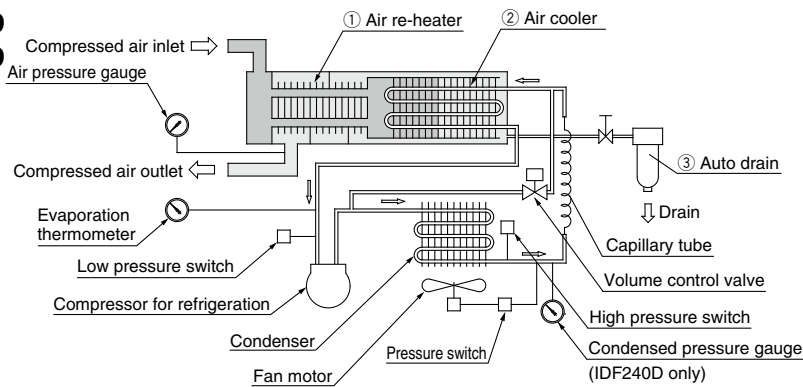 ① Air re-heater
② Air cooler
Compressed air inlet
Air pressure gauge
Compressed air outlet
③ Auto drain
Drain
Evaporation
thermometer
Capillary tube
Low pressure switch
Volume control valve
Compressor for refrigeration
High pressure switch
Condenser
Pressure switch
Condensed pressure gauge
(IDF240D only)
Fan motor